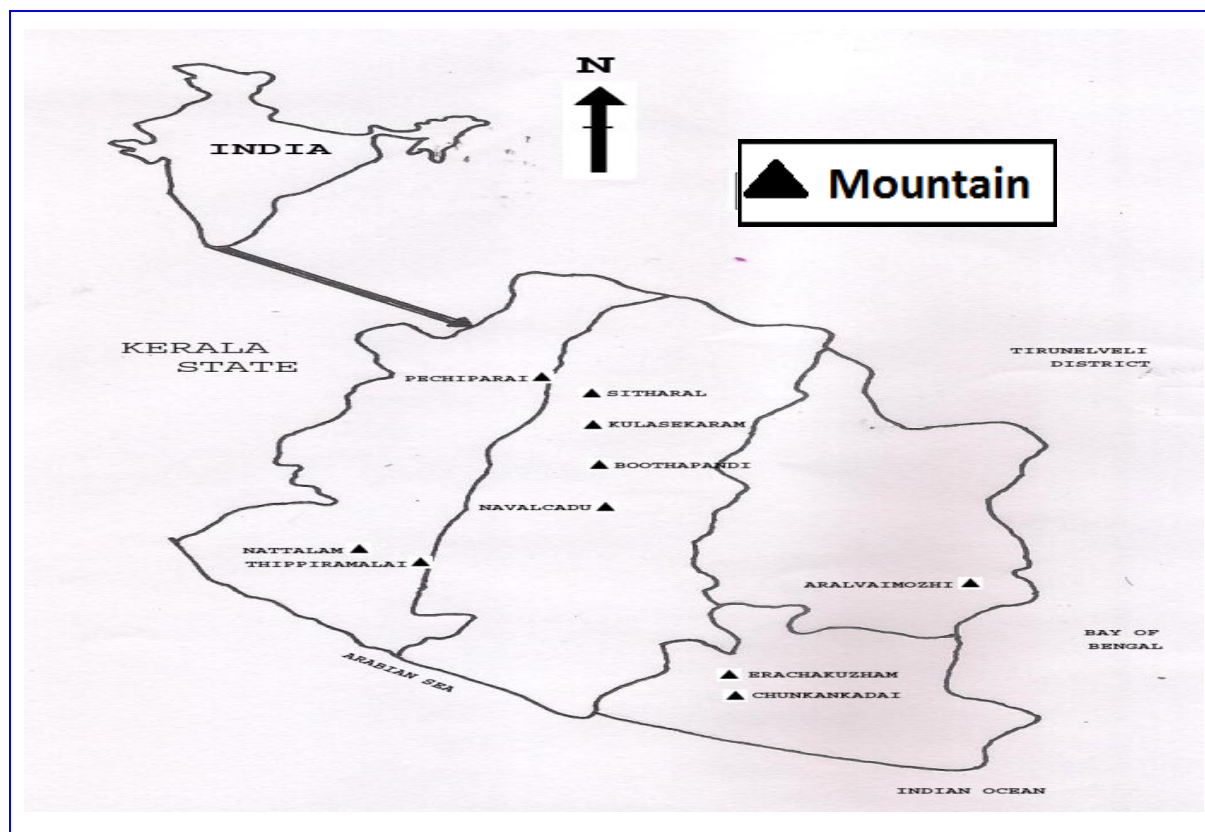 N
INDIA
Mountain
KERALA
STATE
TIRUNELVELI
DISTRICT
PECHIPARAI
SITHARAL
KULASEKARAM
BOOTHAPANDI
NAVALCADU
NATTALAM
THIPPIRAMALAI
ARALVAIMOZHI
BAY OF
BENGAL
ARABIAN SEA
ERACHAKUZHAM
CHUNKANKADAI
INDIAN OCEAN